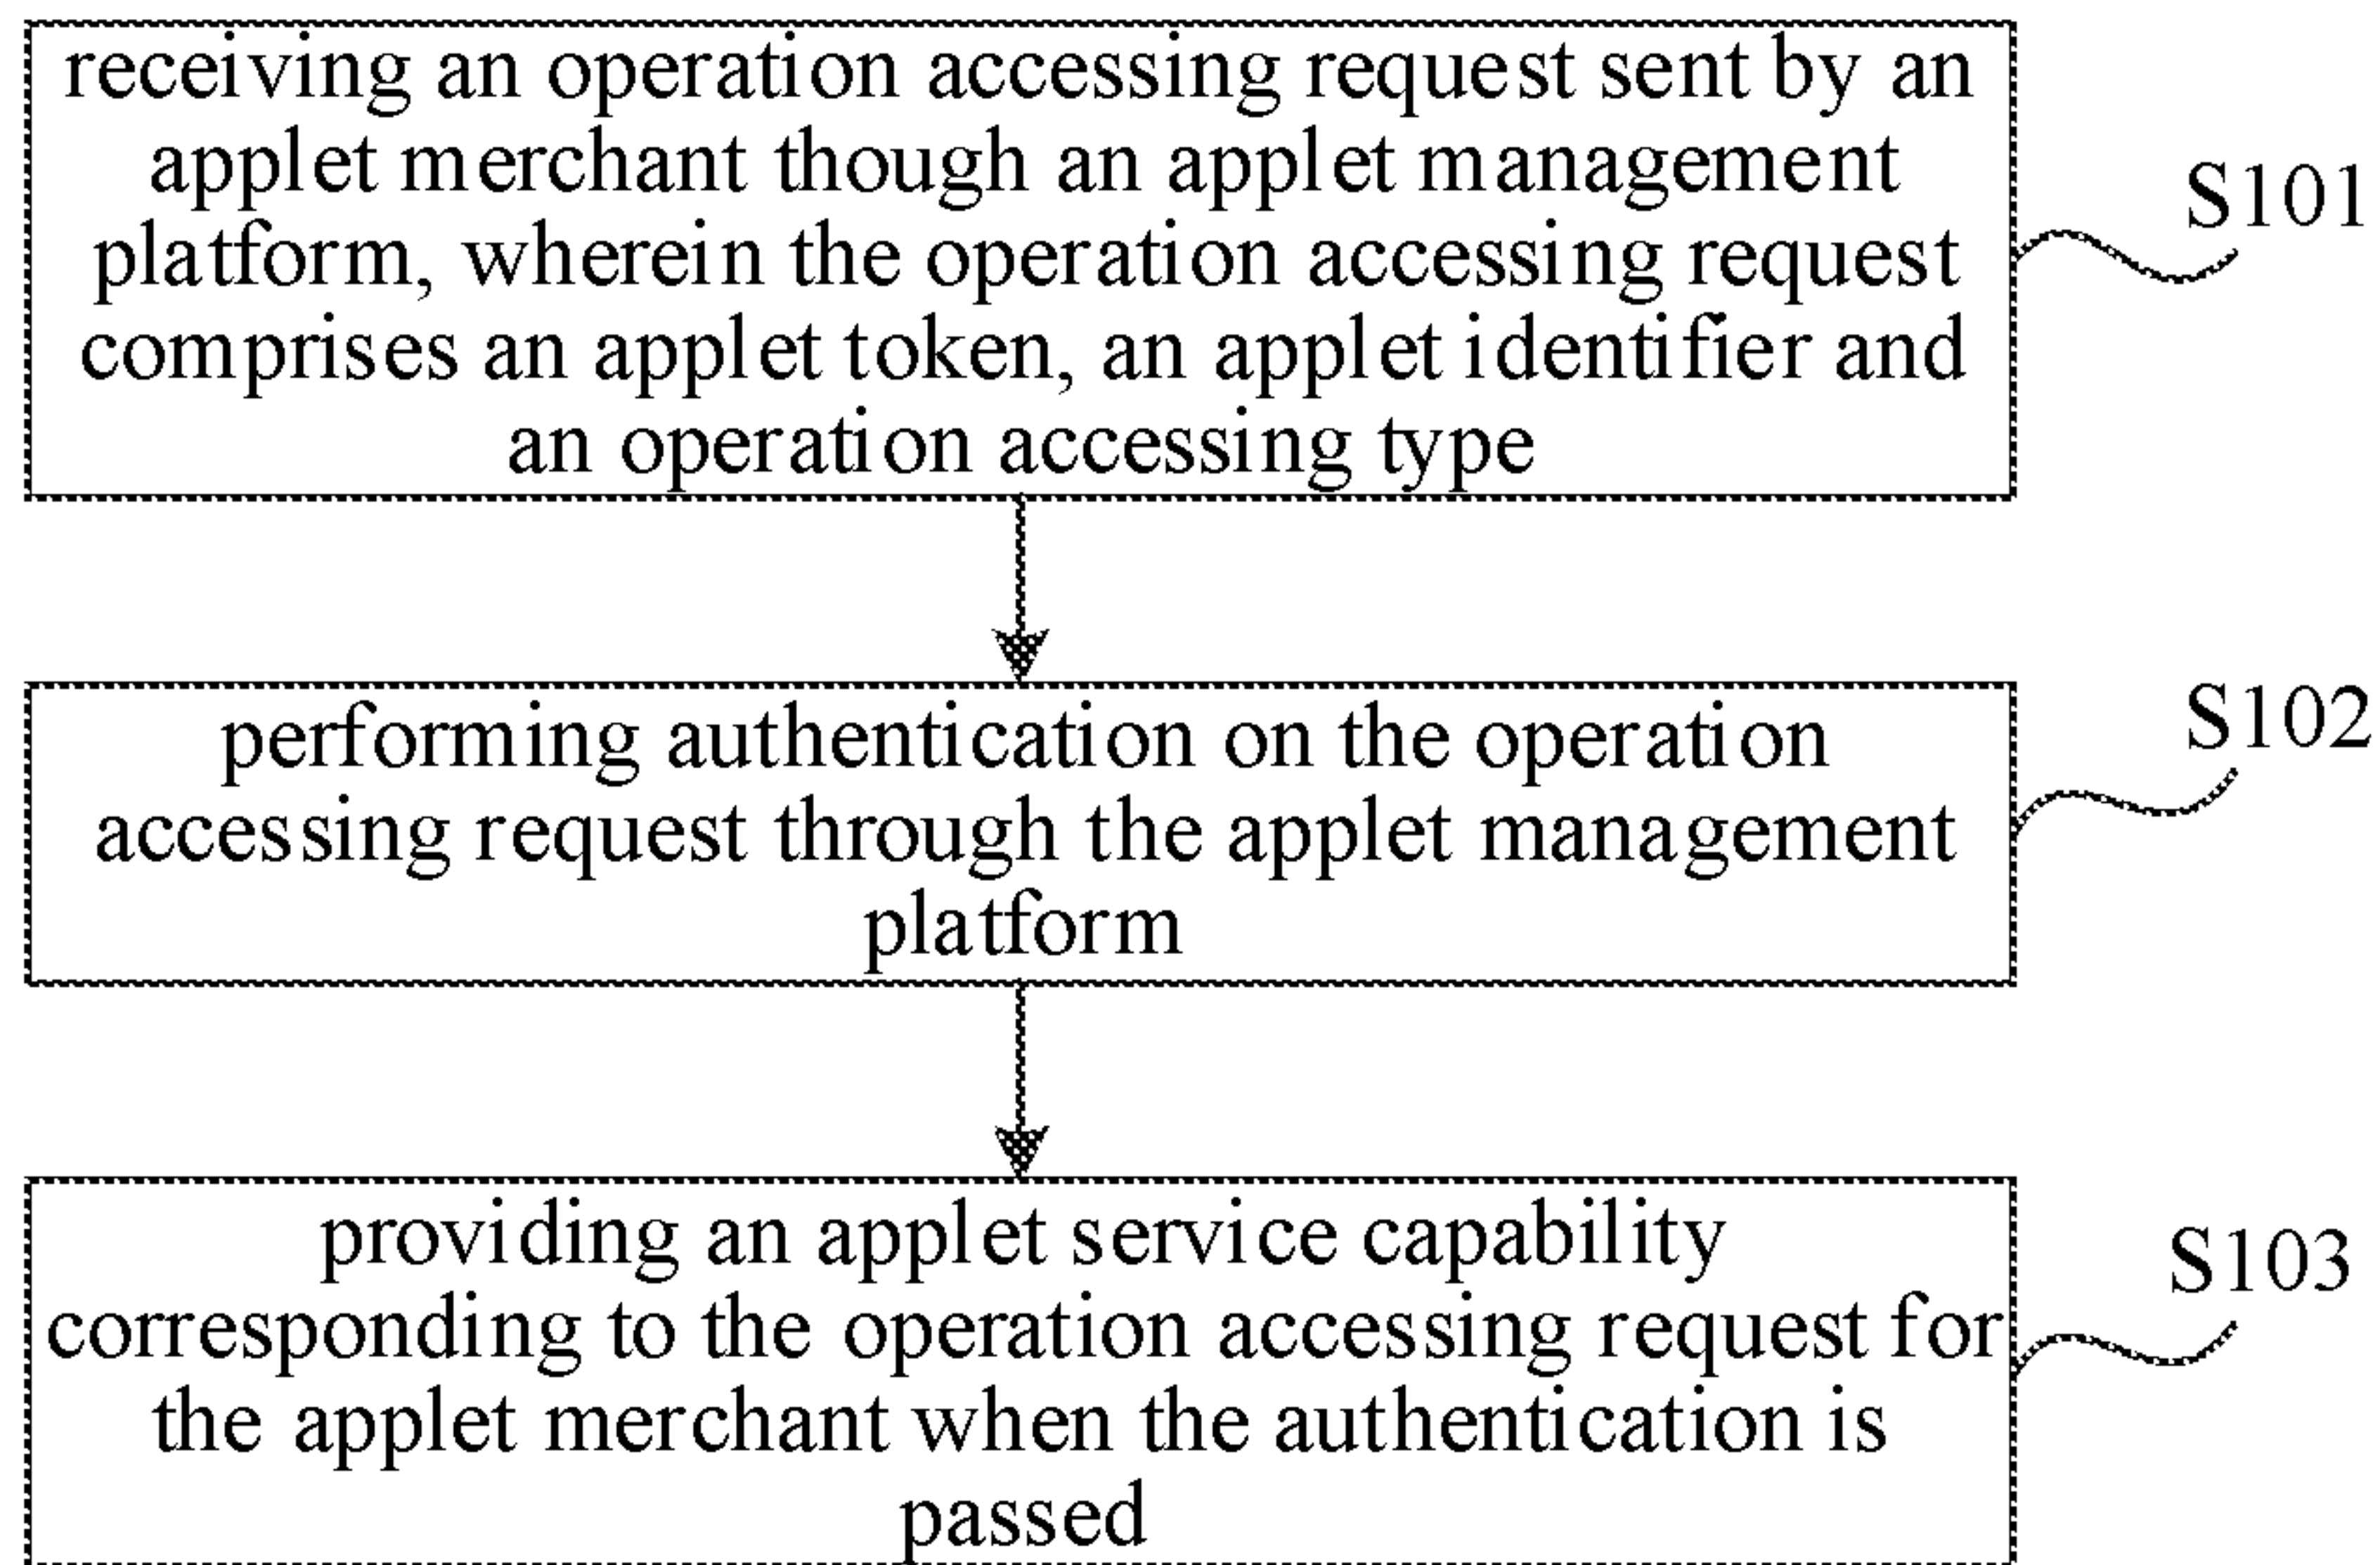 receiving an operation accessing request sent by an
applet merchant though an applet management
platform, wherein the operation accessing request
comprises an applet token, an applet identifier and
an operation accessing type
S101
performing authentication on the operation
accessing request through the applet management
platform
S102
providing an applet service capability
corresponding to the operation accessing request for
the applet merchant when the authentication is
passed
S103